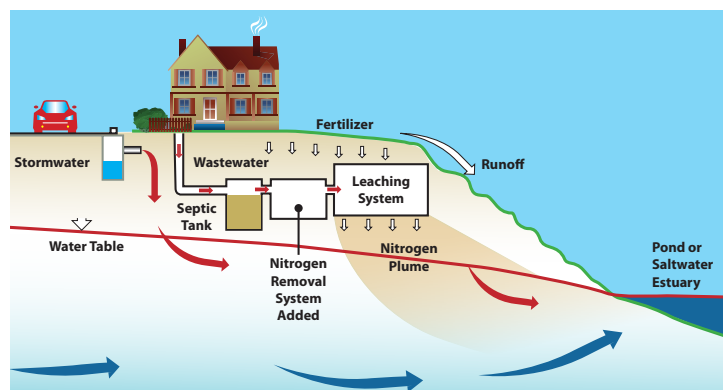 Fertilizer
Runoff
Stormwater
Wastewater
Leaching
System
Septic
Tank
Water Table
Nitrogen
Plume
Nitrogen
Removal
System
Added
Pond or
Saltwater
Estuary